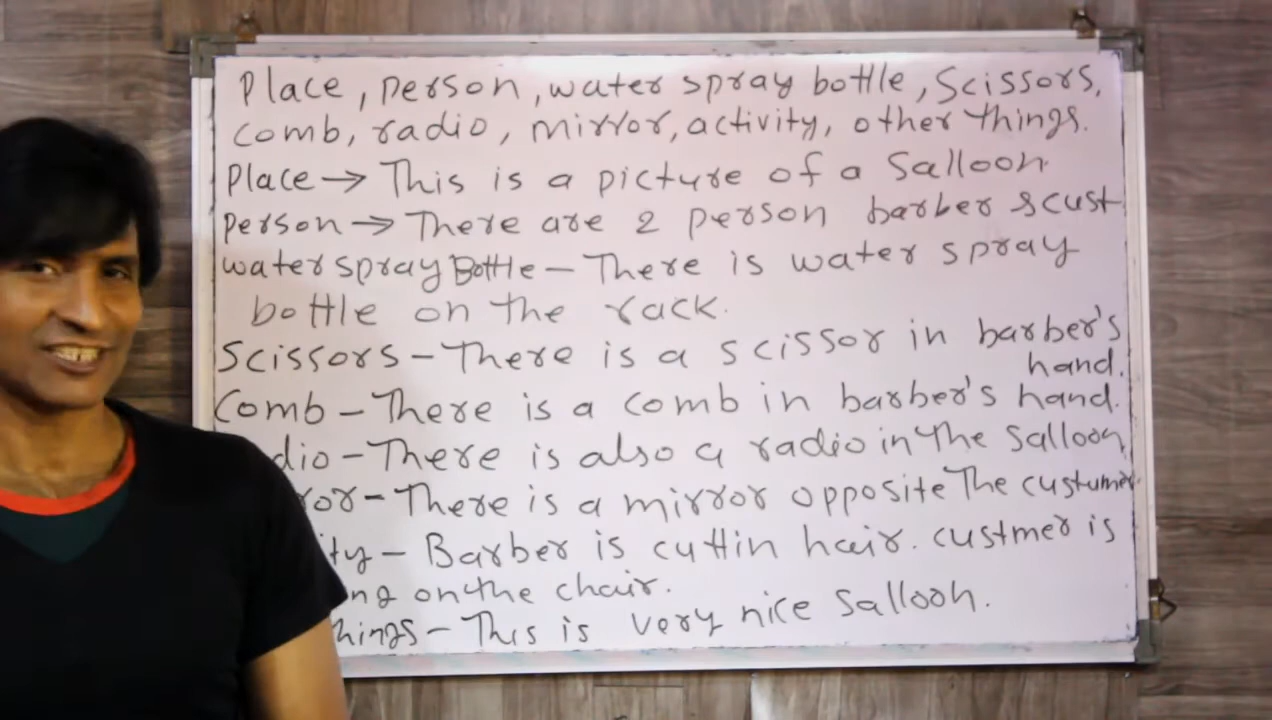 Place, person, water spray bottle, Scissors,
Comb, radio, mirror, activity, other things.
Place → This is a picture of a Salloon.
Person → There are 2 person barber & cust
water spray Bottle – There is water spray
bottle on the rack.
Scissors – There is a scissor in barber's
hand.
Comb – There is a comb in barber's hand.
dio – There is also a radio in the Salloon
ror – There is a mirror opposite The custumer.
ity – Barber is cuttin hair. custmer is
ng on the chair.
hings – This is very nice Salloon.